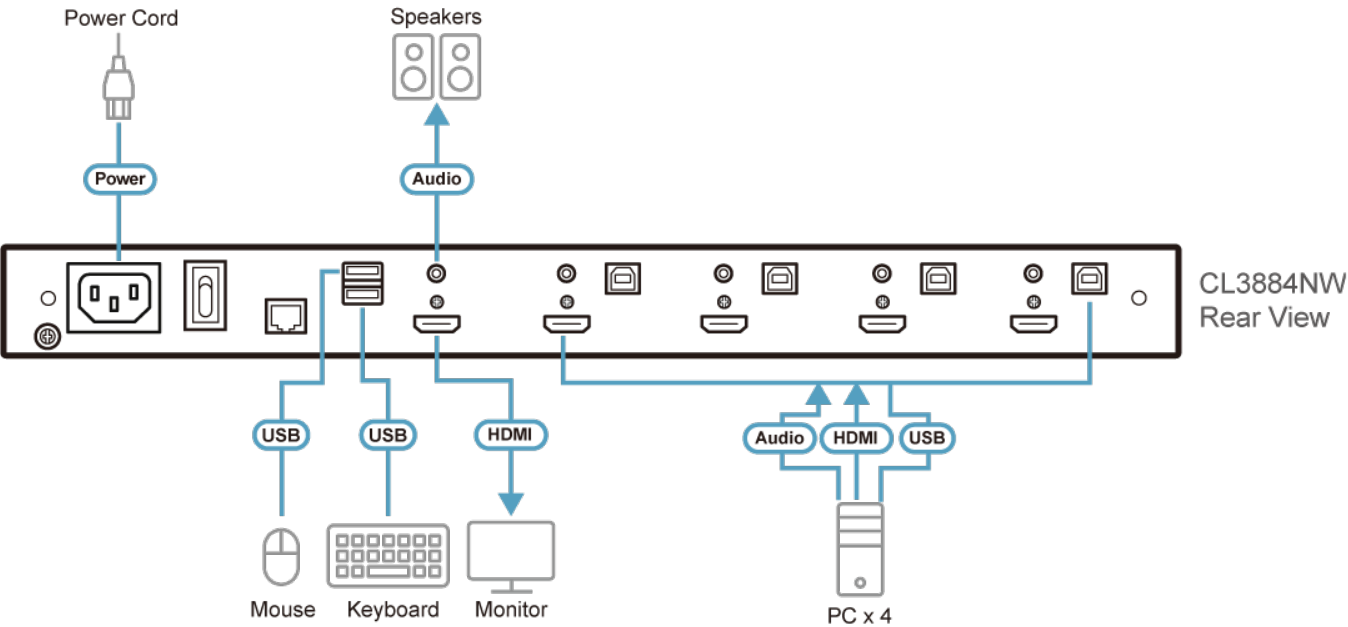 Power Cord
Speakers
Power
Audio
CL3884NW
Rear View
USB
USB
HDMI
Audio
HDMI
USB
Mouse
Keyboard
Monitor
PC x 4